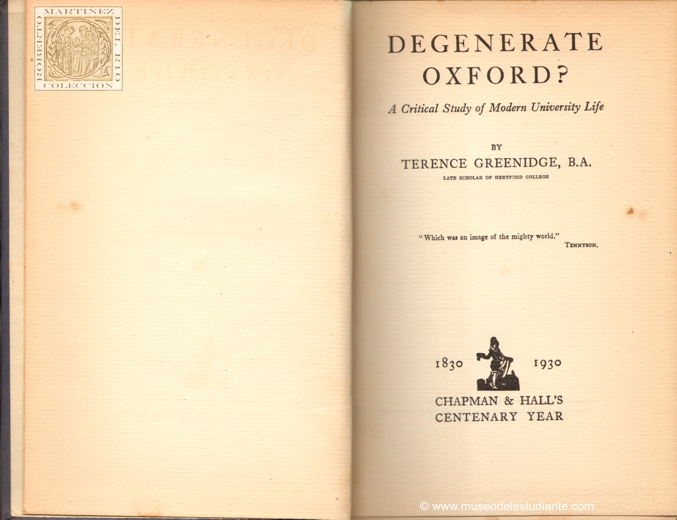 MARTINEZ
ROBERTO
DEL RIO
COLECCION
DEGENERATE
OXFORD?
A Critical Study of Modern University Life
BY
TERENCE GREENIDGE, B.A.
LATE SCHOLAR OF HERTFORD COLLEGE
"Which was an image of the mighty world."
TENNYSON.
1830 1930
CHAPMAN & HALL'S
CENTENARY YEAR
© www.museodelestudiante.com